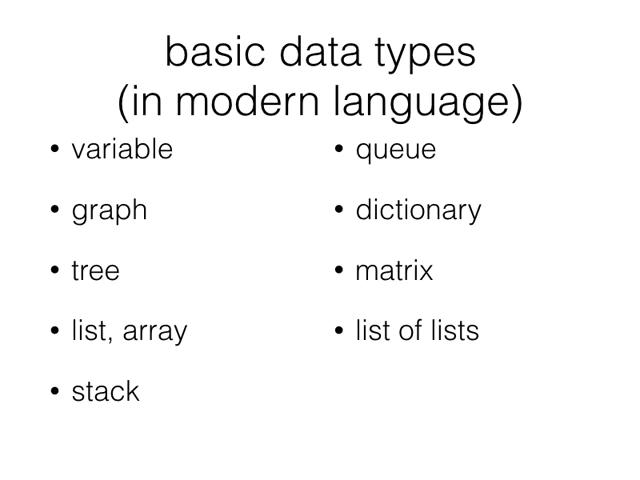 basic data types
(in modern language)
• variable
• graph
• tree
• list, array
• stack
• queue
• dictionary
• matrix
• list of lists